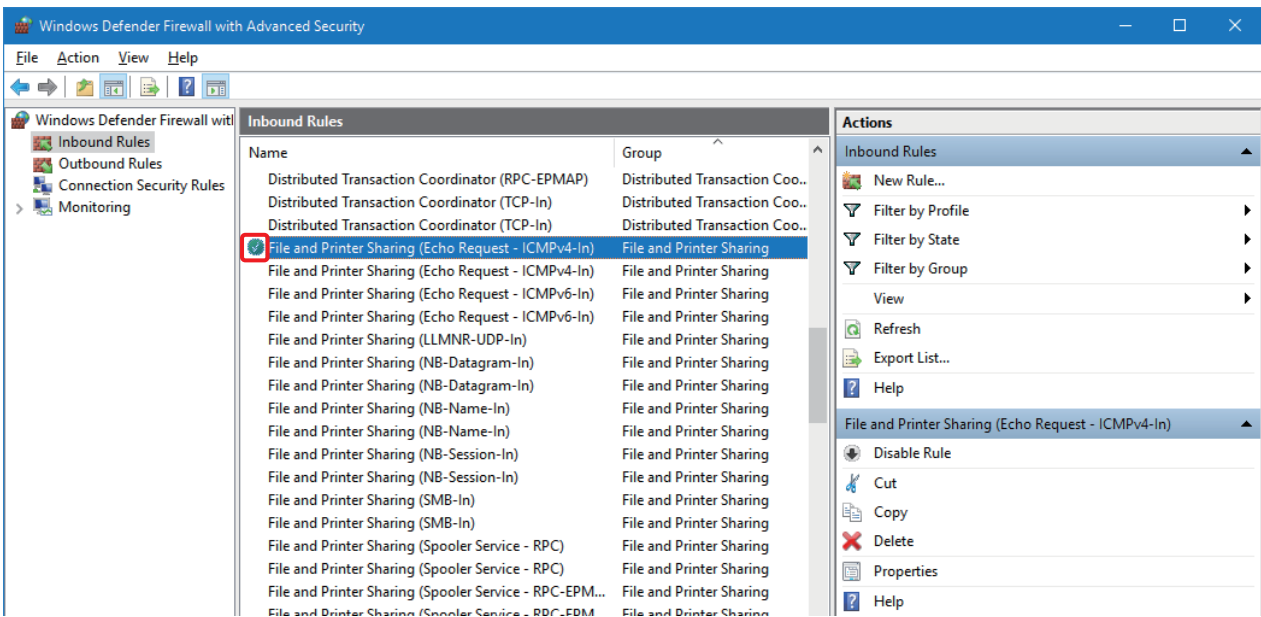 Windows Defender Firewall with Advanced Security
File Action View Help
Windows Defender Firewall witl
Inbound Rules
Outbound Rules
Connection Security Rules
Monitoring
Inbound Rules
Name Group
Distributed Transaction Coordinator (RPC-EPMAP) Distributed Transaction Coo..
Distributed Transaction Coordinator (TCP-In) Distributed Transaction Coo..
Distributed Transaction Coordinator (TCP-In) Distributed Transaction Coo..
File and Printer Sharing (Echo Request - ICMPv4-In) File and Printer Sharing
File and Printer Sharing (Echo Request - ICMPv4-In) File and Printer Sharing
File and Printer Sharing (Echo Request - ICMPv6-In) File and Printer Sharing
File and Printer Sharing (Echo Request - ICMPv6-In) File and Printer Sharing
File and Printer Sharing (LLMNR-UDP-In) File and Printer Sharing
File and Printer Sharing (NB-Datagram-In) File and Printer Sharing
File and Printer Sharing (NB-Datagram-In) File and Printer Sharing
File and Printer Sharing (NB-Name-In) File and Printer Sharing
File and Printer Sharing (NB-Name-In) File and Printer Sharing
File and Printer Sharing (NB-Session-In) File and Printer Sharing
File and Printer Sharing (NB-Session-In) File and Printer Sharing
File and Printer Sharing (SMB-In) File and Printer Sharing
File and Printer Sharing (SMB-In) File and Printer Sharing
File and Printer Sharing (Spooler Service - RPC) File and Printer Sharing
File and Printer Sharing (Spooler Service - RPC) File and Printer Sharing
File and Printer Sharing (Spooler Service - RPC-EPM... File and Printer Sharing
File and Printer Sharing (Spooler Service - RPC-EPM File and Printer Sharing
Actions
Inbound Rules
New Rule...
Filter by Profile
Filter by State
Filter by Group
View
Refresh
Export List...
Help
File and Printer Sharing (Echo Request - ICMPv4-In)
Disable Rule
Cut
Copy
Delete
Properties
Help